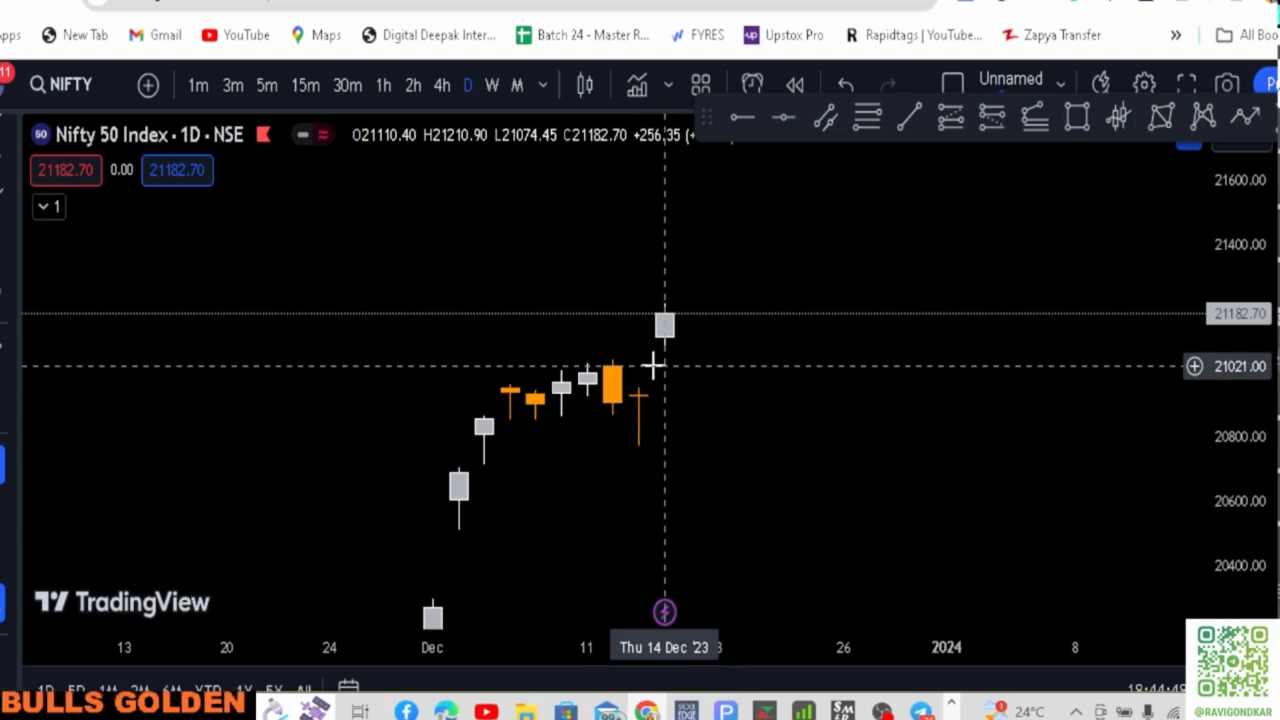 pps New Tab Gmail YouTube Maps Digital Deepak Inter... Batch 24 - Master R... FYRES Upstox Pro Rapidtags | YouTube... Zapya Transfer » All Boo
11 NIFTY 1m 3m 5m 15m 30m 1h 2h 4h D W M Unnamed
50 Nifty 50 Index · 1D · NSE O21110.40 H21210.90 L21074.45 C21182.70 +256.35
21182.70 0.00 21182.70
1
21600.00
21400.00
21182.70
21021.00
20800.00
20600.00
20400.00
TradingView
13 20 24 Dec 11 Thu 14 Dec '23 26 2024 8
BULLS GOLDEN
24°C
@RAVIGONDKAR